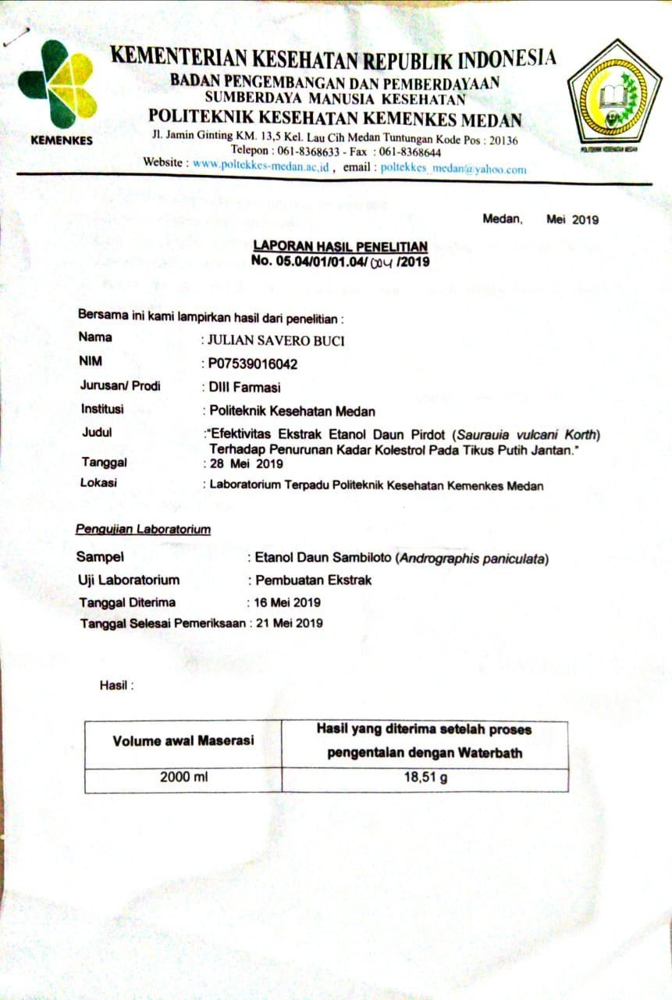 KEMENTERIAN KESEHATAN REPUBLIK INDONESIA
BADAN PENGEMBANGAN DAN PEMBERDAYAAN
SUMBERDAYA MANUSIA KESEHATAN
POLITEKNIK KESEHATAN KEMENKES MEDAN
Jl. Jamin Ginting KM. 13,5 Kel. Lau Cih Medan Tuntungan Kode Pos : 20136
Telepon : 061-8368633 - Fax : 061-8368644
Website : www.poltekkes-medan.ac.id , email : poltekkes_medan@yahoo.com
KEMENKES
POLITEKNIK KESEHATAN MEDAN
Medan, Mei 2019
LAPORAN HASIL PENELITIAN
No. 05.04/01/01.04/ 004 /2019
Bersama ini kami lampirkan hasil dari penelitian :
Nama : JULIAN SAVERO BUCI
NIM : P07539016042
Jurusan/ Prodi : DIII Farmasi
Institusi : Politeknik Kesehatan Medan
Judul :"Efektivitas Ekstrak Etanol Daun Pirdot (Saurauia vulcani Korth)
Terhadap Penurunan Kadar Kolestrol Pada Tikus Putih Jantan."
Tanggal : 28 Mei 2019
Lokasi : Laboratorium Terpadu Politeknik Kesehatan Kemenkes Medan
Pengujian Laboratorium
Sampel : Etanol Daun Sambiloto (Andrographis paniculata)
Uji Laboratorium : Pembuatan Ekstrak
Tanggal Diterima : 16 Mei 2019
Tanggal Selesai Pemeriksaan : 21 Mei 2019
Hasil :
Volume awal Maserasi
Hasil yang diterima setelah proses
pengentalan dengan Waterbath
2000 ml
18,51 g